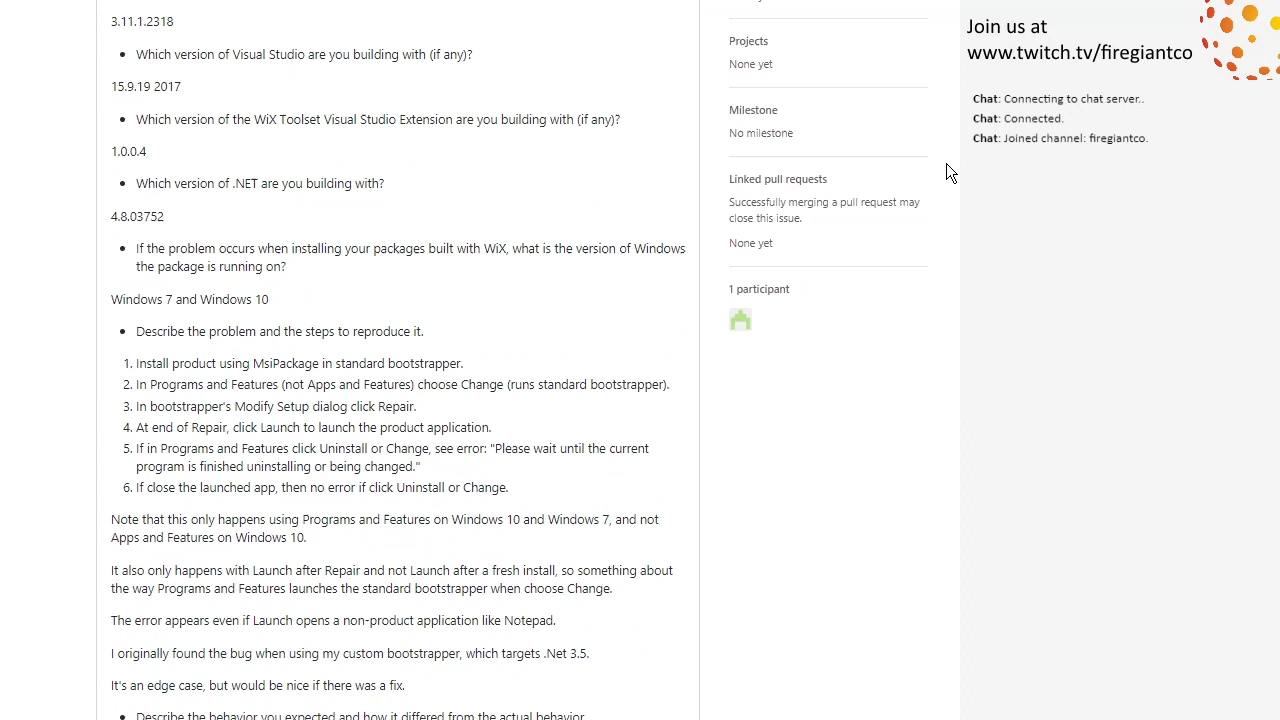 3.11.1.2318
• Which version of Visual Studio are you building with (if any)?
15.9.19 2017
• Which version of the WiX Toolset Visual Studio Extension are you building with (if any)?
1.0.0.4
• Which version of .NET are you building with?
4.8.03752
• If the problem occurs when installing your packages built with WiX, what is the version of Windows
the package is running on?
Windows 7 and Windows 10
• Describe the problem and the steps to reproduce it.
1. Install product using MsiPackage in standard bootstrapper.
2. In Programs and Features (not Apps and Features) choose Change (runs standard bootstrapper).
3. In bootstrapper's Modify Setup dialog click Repair.
4. At end of Repair, click Launch to launch the product application.
5. If in Programs and Features click Uninstall or Change, see error: "Please wait until the current
program is finished uninstalling or being changed."
6. If close the launched app, then no error if click Uninstall or Change.
Note that this only happens using Programs and Features on Windows 10 and Windows 7, and not
Apps and Features on Windows 10.
It also only happens with Launch after Repair and not Launch after a fresh install, so something about
the way Programs and Features launches the standard bootstrapper when choose Change.
The error appears even if Launch opens a non-product application like Notepad.
I originally found the bug when using my custom bootstrapper, which targets .Net 3.5.
It's an edge case, but would be nice if there was a fix.
• Describe the behavior you expected and how it differed from the actual behavior.
Projects
None yet
Milestone
No milestone
Linked pull requests
Successfully merging a pull request may
close this issue.
None yet
1 participant
Join us at
www.twitch.tv/firegiantco
Chat: Connecting to chat server..
Chat: Connected.
Chat: Joined channel: firegiantco.